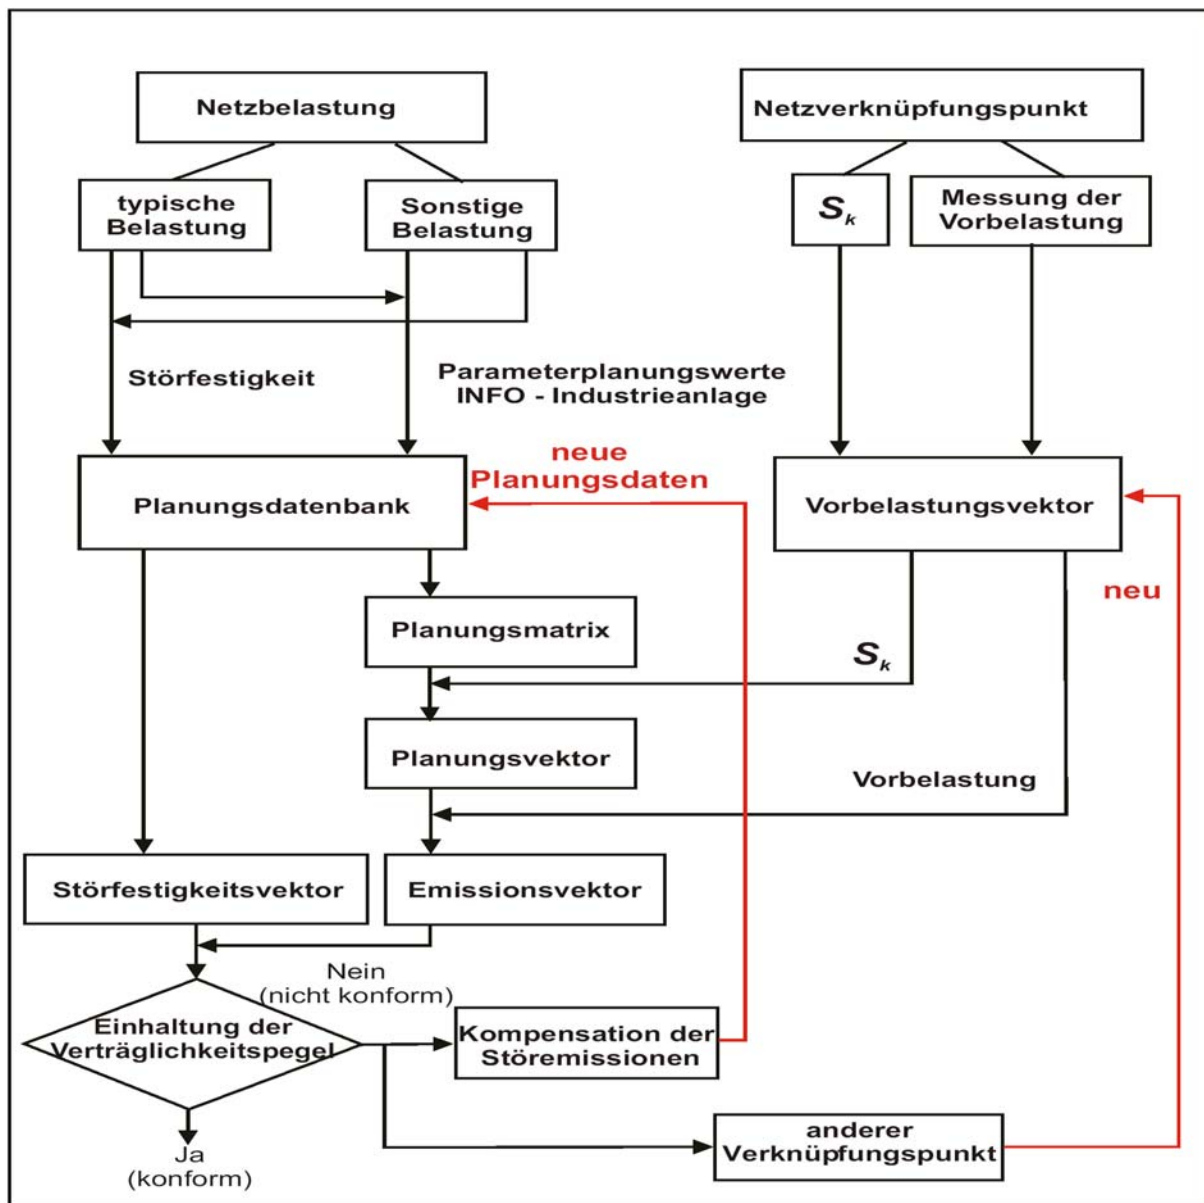 Netzbelastung
Netzverknüpfungspunkt
typische
Belastung
Sonstige
Belastung
Sk
Messung der
Vorbelastung
Störfestigkeit
Parameterplanungswerte
INFO - Industrieanlage
neue
Planungsdaten
Planungsdatenbank
Vorbelastungsvektor
neu
Planungsmatrix
Sk
Planungsvektor
Vorbelastung
Störfestigkeitsvektor
Emissionsvektor
Nein
(nicht konform)
Einhaltung der
Verträglichkeitspegel
Kompensation der
Störemissionen
anderer
Verknüpfungspunkt
Ja
(konform)